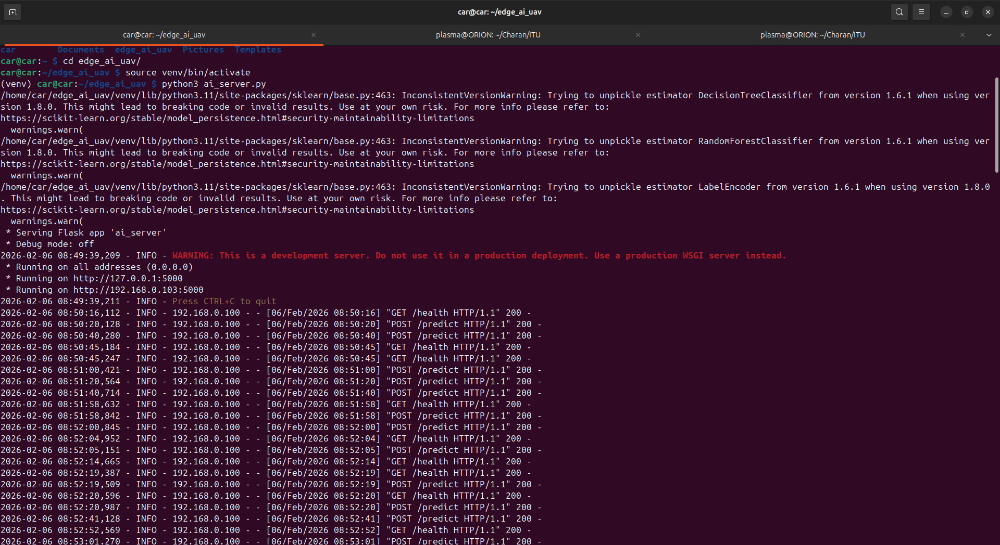 car@car: ~/edge_ai_uav
car@car: ~/edge_ai_uav
plasma@ORION: ~/Charan/ITU
plasma@ORION: ~/Charan/ITU
car        Documents  edge_ai_uav  Pictures  Templates
car@car:~ $ cd edge_ai_uav/
car@car:~/edge_ai_uav $ source venv/bin/activate
(venv) car@car:~/edge_ai_uav $ python3 ai_server.py
/home/car/edge_ai_uav/venv/lib/python3.11/site-packages/sklearn/base.py:463: InconsistentVersionWarning: Trying to unpickle estimator DecisionTreeClassifier from version 1.6.1 when using ver
sion 1.8.0. This might lead to breaking code or invalid results. Use at your own risk. For more info please refer to:
https://scikit-learn.org/stable/model_persistence.html#security-maintainability-limitations
  warnings.warn(
/home/car/edge_ai_uav/venv/lib/python3.11/site-packages/sklearn/base.py:463: InconsistentVersionWarning: Trying to unpickle estimator RandomForestClassifier from version 1.6.1 when using ver
sion 1.8.0. This might lead to breaking code or invalid results. Use at your own risk. For more info please refer to:
https://scikit-learn.org/stable/model_persistence.html#security-maintainability-limitations
  warnings.warn(
/home/car/edge_ai_uav/venv/lib/python3.11/site-packages/sklearn/base.py:463: InconsistentVersionWarning: Trying to unpickle estimator LabelEncoder from version 1.6.1 when using version 1.8.0
. This might lead to breaking code or invalid results. Use at your own risk. For more info please refer to:
https://scikit-learn.org/stable/model_persistence.html#security-maintainability-limitations
  warnings.warn(
 * Serving Flask app 'ai_server'
 * Debug mode: off
2026-02-06 08:49:39,209 - INFO - WARNING: This is a development server. Do not use it in a production deployment. Use a production WSGI server instead.
 * Running on all addresses (0.0.0.0)
 * Running on http://127.0.0.1:5000
 * Running on http://192.168.0.103:5000
2026-02-06 08:49:39,211 - INFO - Press CTRL+C to quit
2026-02-06 08:50:16,112 - INFO - 192.168.0.100 - - [06/Feb/2026 08:50:16] "GET /health HTTP/1.1" 200 -
2026-02-06 08:50:20,128 - INFO - 192.168.0.100 - - [06/Feb/2026 08:50:20] "POST /predict HTTP/1.1" 200 -
2026-02-06 08:50:40,280 - INFO - 192.168.0.100 - - [06/Feb/2026 08:50:40] "POST /predict HTTP/1.1" 200 -
2026-02-06 08:50:45,184 - INFO - 192.168.0.100 - - [06/Feb/2026 08:50:45] "GET /health HTTP/1.1" 200 -
2026-02-06 08:50:45,247 - INFO - 192.168.0.100 - - [06/Feb/2026 08:50:45] "GET /health HTTP/1.1" 200 -
2026-02-06 08:51:00,421 - INFO - 192.168.0.100 - - [06/Feb/2026 08:51:00] "POST /predict HTTP/1.1" 200 -
2026-02-06 08:51:20,564 - INFO - 192.168.0.100 - - [06/Feb/2026 08:51:20] "POST /predict HTTP/1.1" 200 -
2026-02-06 08:51:40,714 - INFO - 192.168.0.100 - - [06/Feb/2026 08:51:40] "POST /predict HTTP/1.1" 200 -
2026-02-06 08:51:58,632 - INFO - 192.168.0.100 - - [06/Feb/2026 08:51:58] "GET /health HTTP/1.1" 200 -
2026-02-06 08:51:58,842 - INFO - 192.168.0.100 - - [06/Feb/2026 08:51:58] "POST /predict HTTP/1.1" 200 -
2026-02-06 08:52:00,845 - INFO - 192.168.0.100 - - [06/Feb/2026 08:52:00] "POST /predict HTTP/1.1" 200 -
2026-02-06 08:52:04,952 - INFO - 192.168.0.100 - - [06/Feb/2026 08:52:04] "GET /health HTTP/1.1" 200 -
2026-02-06 08:52:05,151 - INFO - 192.168.0.100 - - [06/Feb/2026 08:52:05] "POST /predict HTTP/1.1" 200 -
2026-02-06 08:52:14,665 - INFO - 192.168.0.100 - - [06/Feb/2026 08:52:14] "GET /health HTTP/1.1" 200 -
2026-02-06 08:52:19,387 - INFO - 192.168.0.100 - - [06/Feb/2026 08:52:19] "GET /health HTTP/1.1" 200 -
2026-02-06 08:52:19,509 - INFO - 192.168.0.100 - - [06/Feb/2026 08:52:19] "POST /predict HTTP/1.1" 200 -
2026-02-06 08:52:20,596 - INFO - 192.168.0.100 - - [06/Feb/2026 08:52:20] "GET /health HTTP/1.1" 200 -
2026-02-06 08:52:20,987 - INFO - 192.168.0.100 - - [06/Feb/2026 08:52:20] "POST /predict HTTP/1.1" 200 -
2026-02-06 08:52:41,128 - INFO - 192.168.0.100 - - [06/Feb/2026 08:52:41] "POST /predict HTTP/1.1" 200 -
2026-02-06 08:52:52,569 - INFO - 192.168.0.100 - - [06/Feb/2026 08:52:52] "GET /health HTTP/1.1" 200 -
2026-02-06 08:53:01,270 - INFO - 192.168.0.100 - - [06/Feb/2026 08:53:01] "POST /predict HTTP/1.1" 200 -